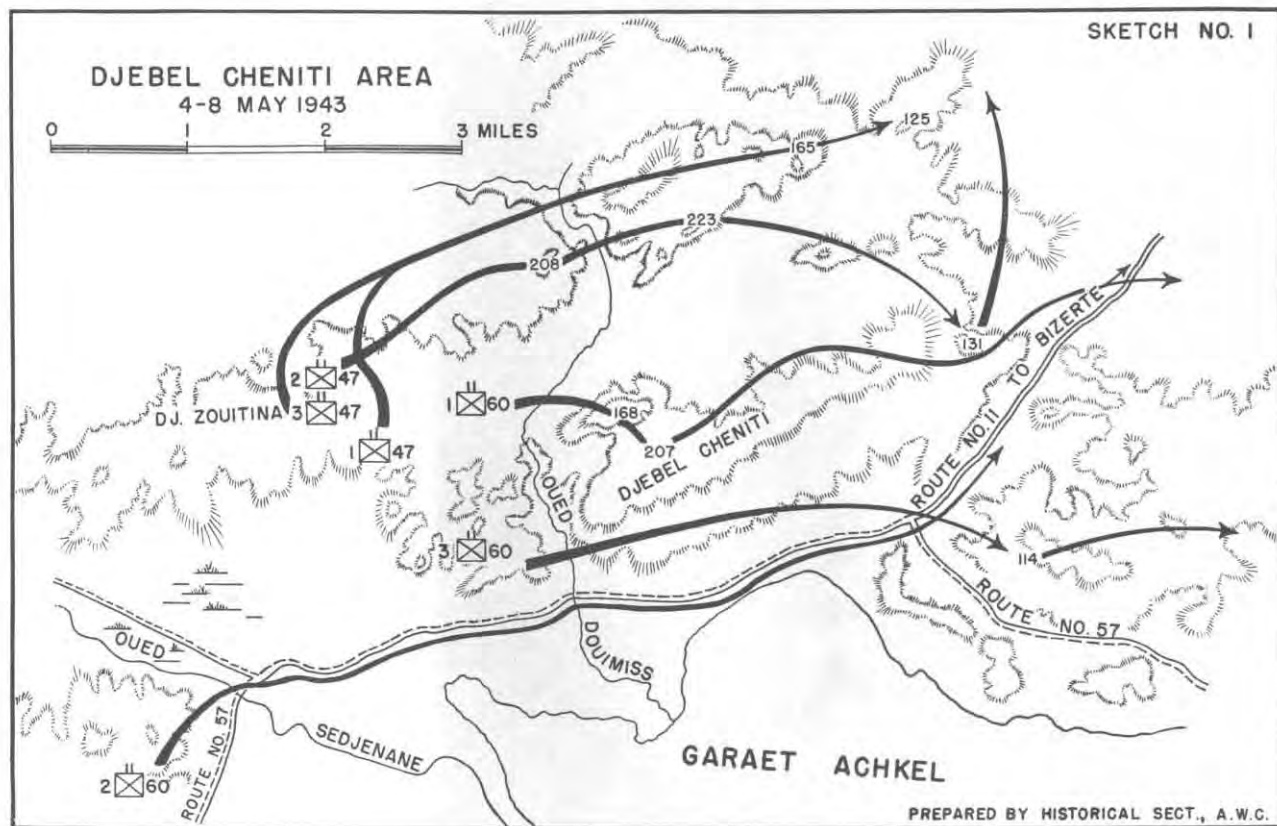 SKETCH NO. 1
DJEBEL CHENITI AREA
4-8 MAY 1943
0 1 2 3 MILES
125
165
223
208
131
2 47
DJ. ZOUITINA 3 47
1 47
1 60
168
207
DJEBEL CHENITI
ROUTE NO. 11 TO BIZERTE
OUED
DOUIMISS
3 60
114
ROUTE NO. 57
OUED
SEDJENANE
ROUTE NO. 57
2 60
GARAET ACHKEL
PREPARED BY HISTORICAL SECT., A.W.C.